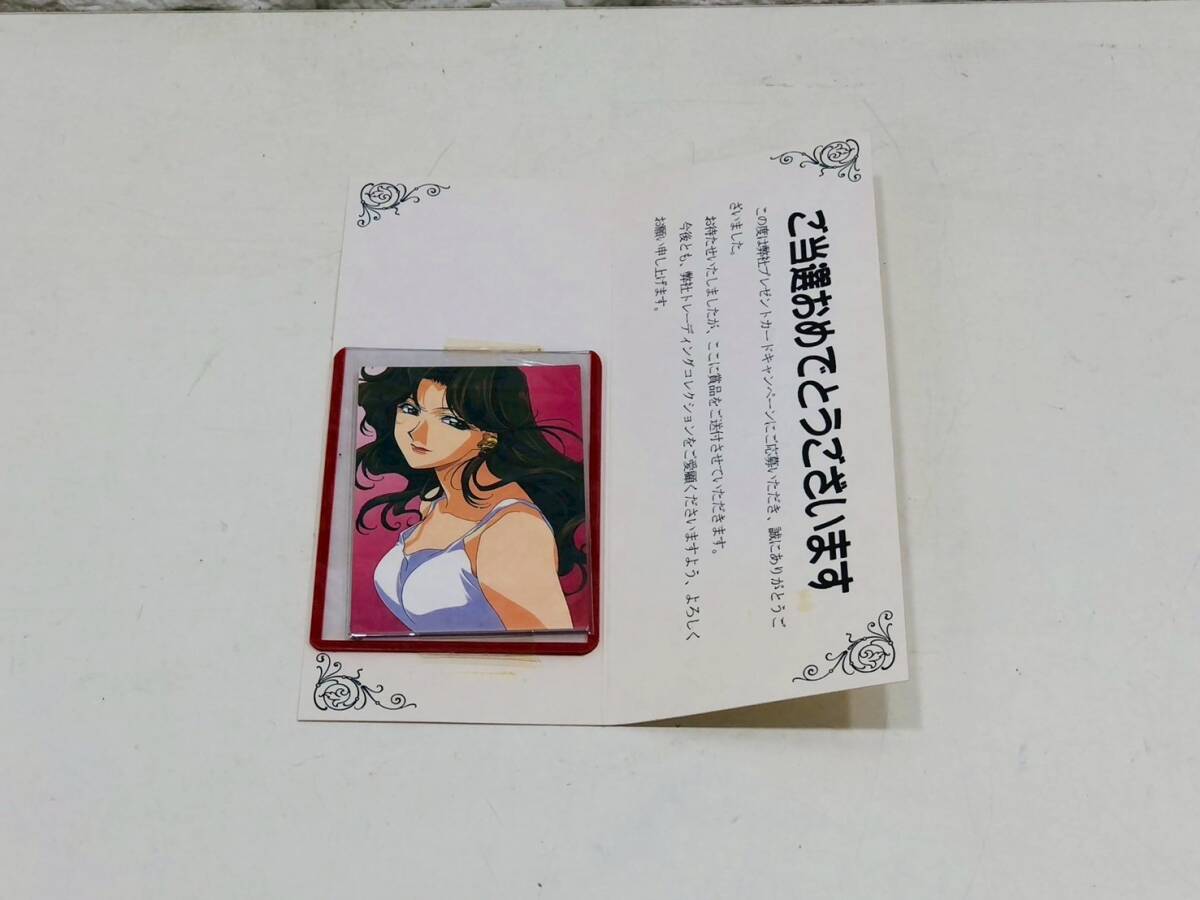 ご当選おめでとうございます
この度は弊社プレゼントカードキャンペーンにご応募いただき、誠にありがとうご
ざいました。
お待たせいたしましたが、ここに賞品をご送付させていただきます。
今後とも、弊社トレーディングコレクションをご愛顧くださいますよう、よろしく
お願い申し上げます。